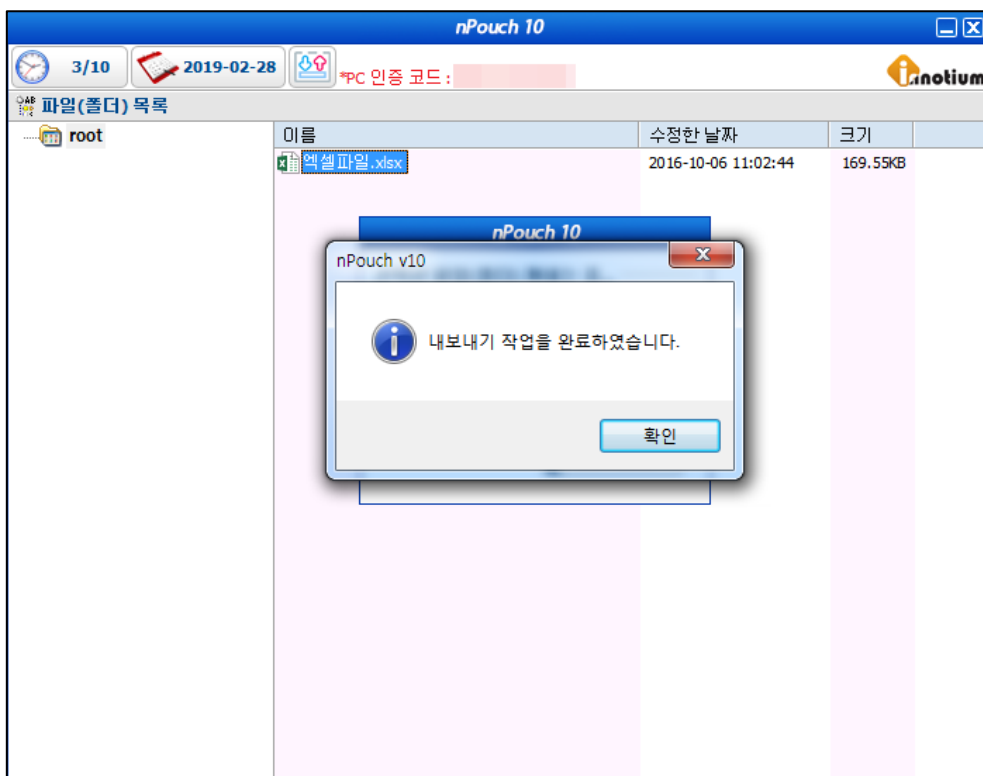 nPouch 10
3/10 2019-02-28 *PC 인증 코드 : inotium
파일(폴더) 목록
root
이름 수정한 날짜 크기
엑셀파일.xlsx 2016-10-06 11:02:44 169.55KB
nPouch 10
nPouch v10
내보내기 작업을 완료하였습니다.
확인